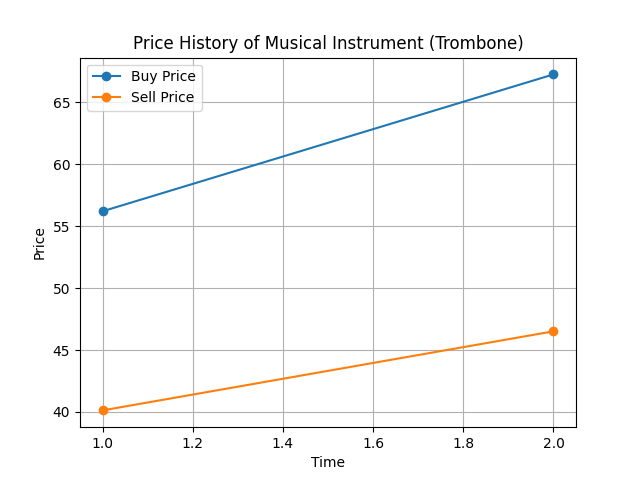 Price History of Musical Instrument (Trombone)
Buy Price
Sell Price
65
60
55
50
45
40
Price
1.0 1.2 1.4 1.6 1.8 2.0
Time